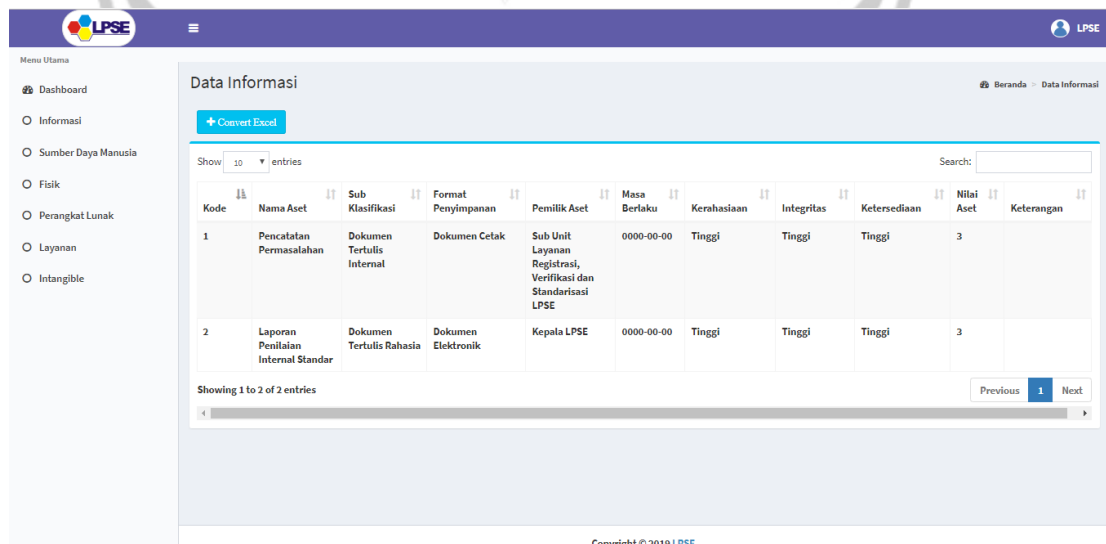 LPSE
LPSE
Menu Utama
Dashboard
Informasi
Sumber Daya Manusia
Fisik
Perangkat Lunak
Layanan
Intangible
Data Informasi
Beranda > Data Informasi
+ Convert Excel
Show 10 entries
Search:
Kode Nama Aset Sub Klasifikasi Format Penyimpanan Pemilik Aset Masa Berlaku Kerahasiaan Integritas Ketersediaan Nilai Aset Keterangan
1 Pencatatan Permasalahan Dokumen Tertulis Internal Dokumen Cetak Sub Unit Layanan Registrasi, Verifikasi dan Standarisasi LPSE 0000-00-00 Tinggi Tinggi Tinggi 3
2 Laporan Penilaian Internal Standar Dokumen Tertulis Rahasia Dokumen Elektronik Kepala LPSE 0000-00-00 Tinggi Tinggi Tinggi 3
Showing 1 to 2 of 2 entries
Previous 1 Next
Copyright © 2019 LPSE